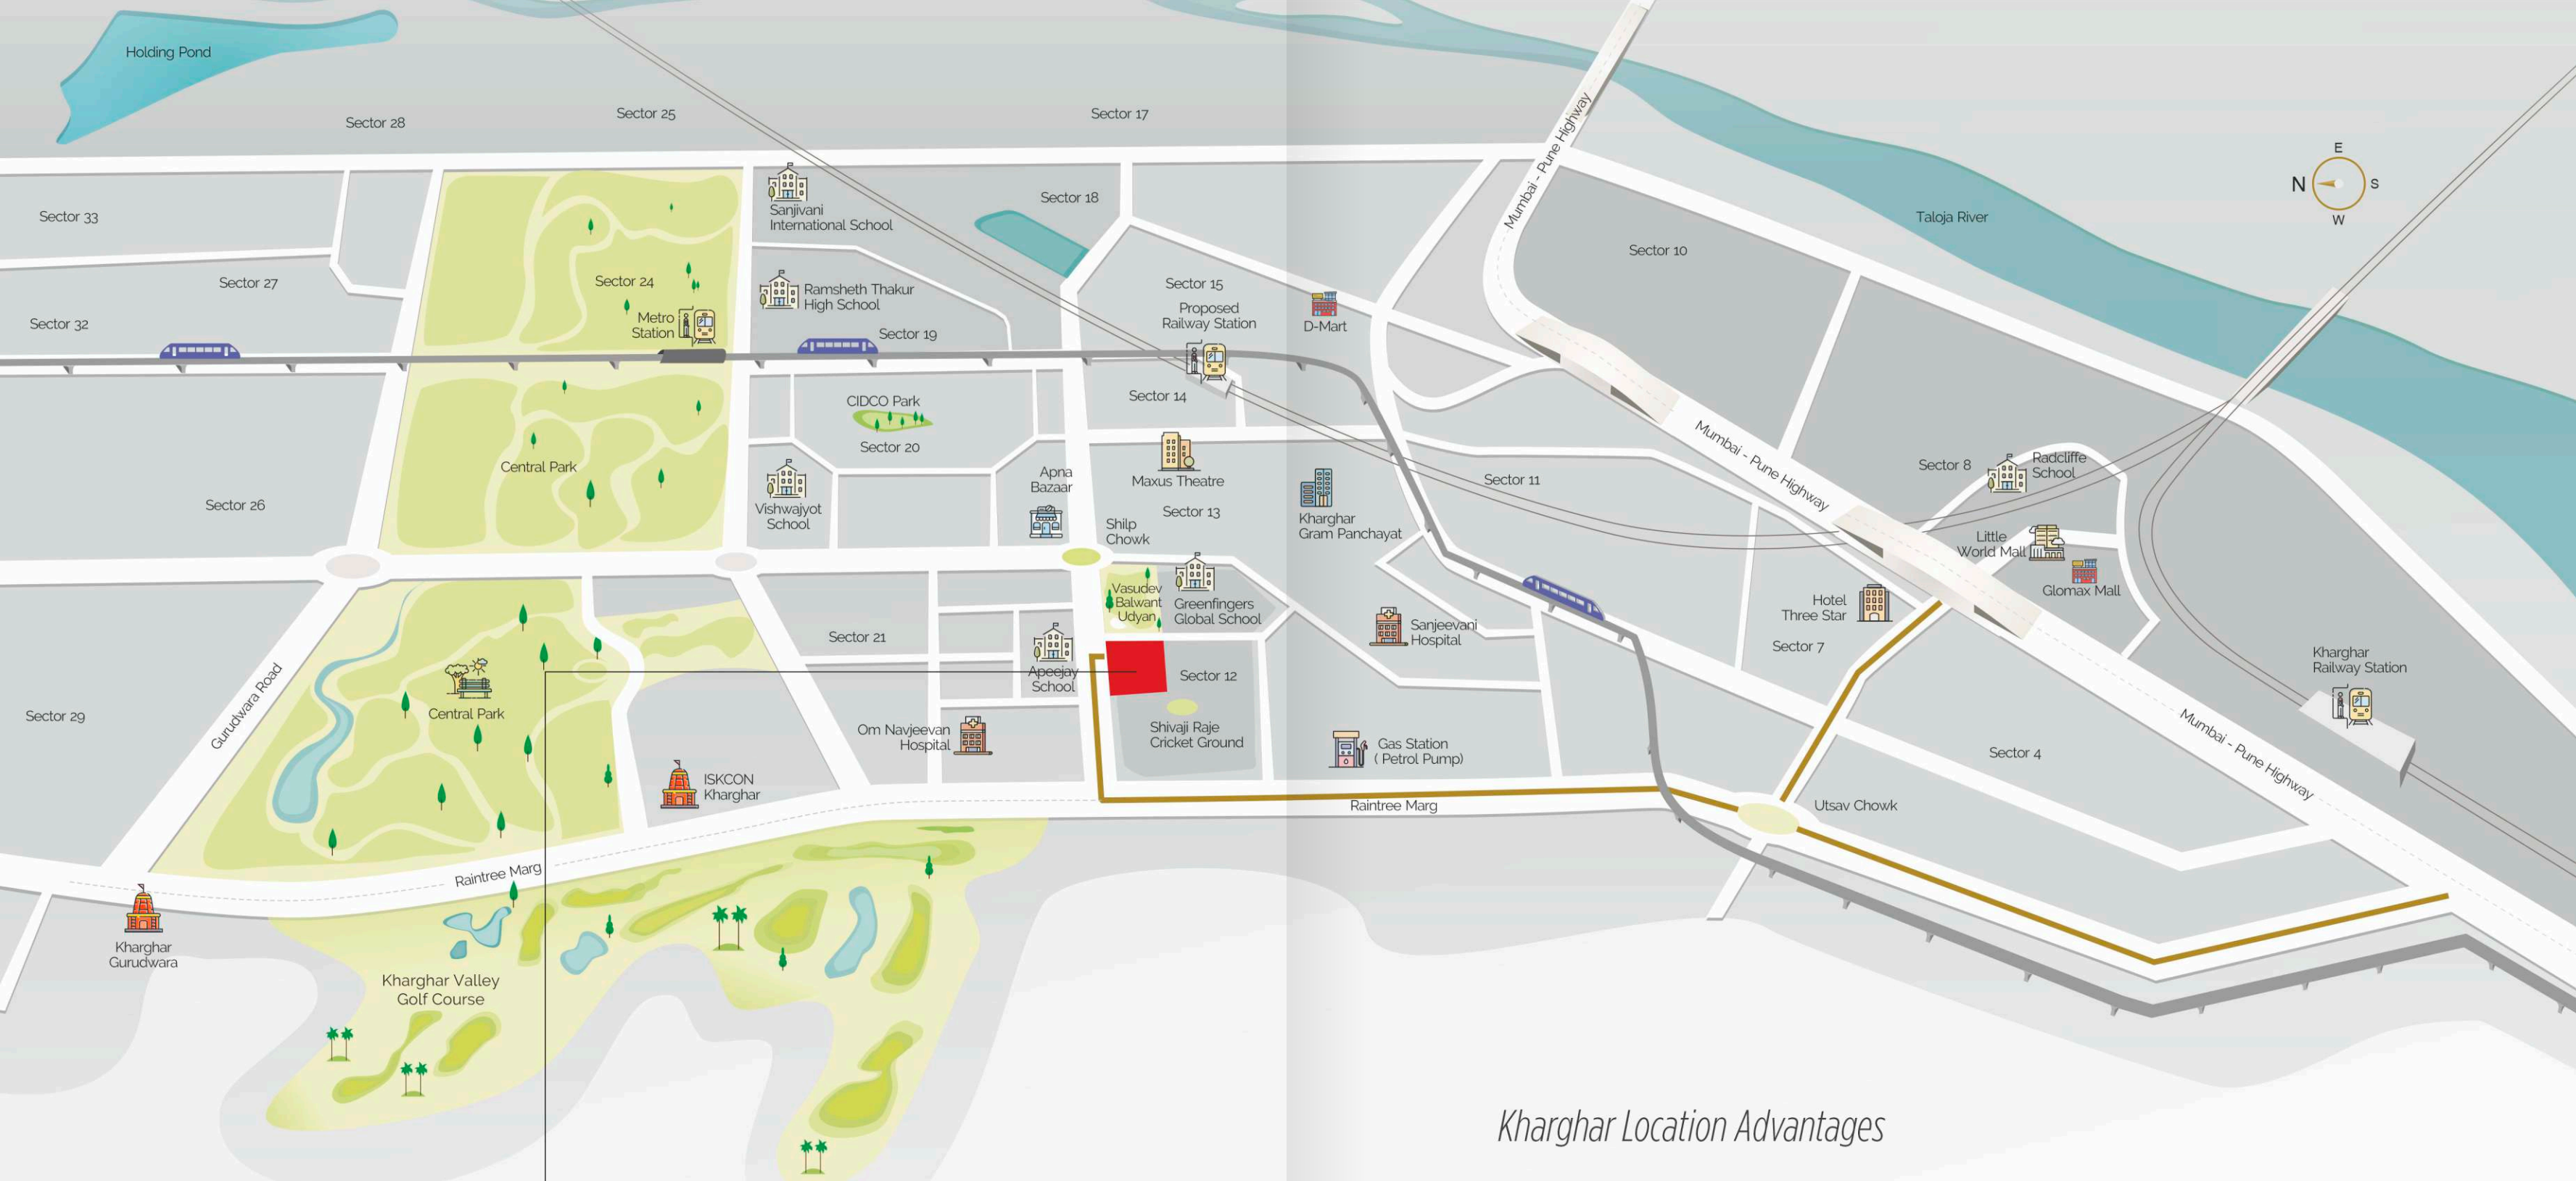 Holding Pond
Sector 28
Sector 25
Sector 17
Mumbai - Pune Highway
E
N
S
W
Taloja River
Sector 33
Sanjivani
International School
Sector 18
Sector 10
Sector 27
Sector 24
Ramsheth Thakur
High School
Sector 15
Proposed
Railway Station
D-Mart
Sector 32
Metro
Station
Sector 19
CIDCO Park
Sector 14
Sector 20
Mumbai - Pune Highway
Central Park
Apna
Bazaar
Maxus Theatre
Sector 11
Sector 8
Radcliffe
School
Sector 26
Vishwajyot
School
Shilp
Chowk
Sector 13
Kharghar
Gram Panchayat
Little
World Mall
Glomax Mall
Vasudev
Balwant
Udyan
Greenfingers
Global School
Hotel
Three Star
Sector 21
Sanjeevani
Hospital
Sector 7
Kharghar
Railway Station
Gurudwara Road
Apeejay
School
Sector 12
Sector 29
Central Park
Om Navjeevan
Hospital
Shivaji Raje
Cricket Ground
Gas Station
( Petrol Pump)
Sector 4
Mumbai - Pune Highway
ISKCON
Kharghar
Raintree Marg
Utsav Chowk
Raintree Marg
Kharghar
Gurudwara
Kharghar Valley
Golf Course
Kharghar Location Advantages